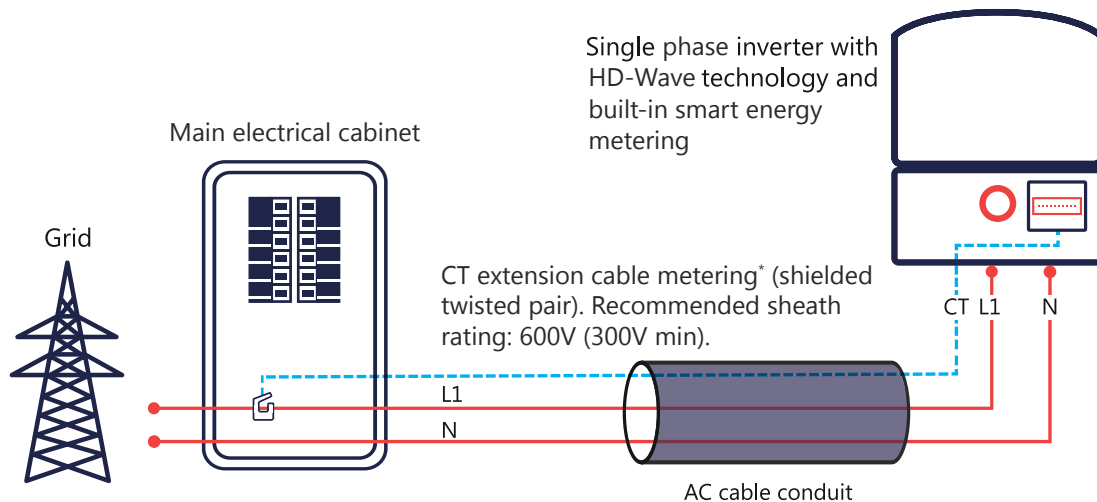 Single phase inverter with
HD-Wave technology and
built-in smart energy
metering
Main electrical cabinet
Grid
CT extension cable metering* (shielded
twisted pair). Recommended sheath
rating: 600V (300V min).
CT L1 N
L1
N
AC cable conduit